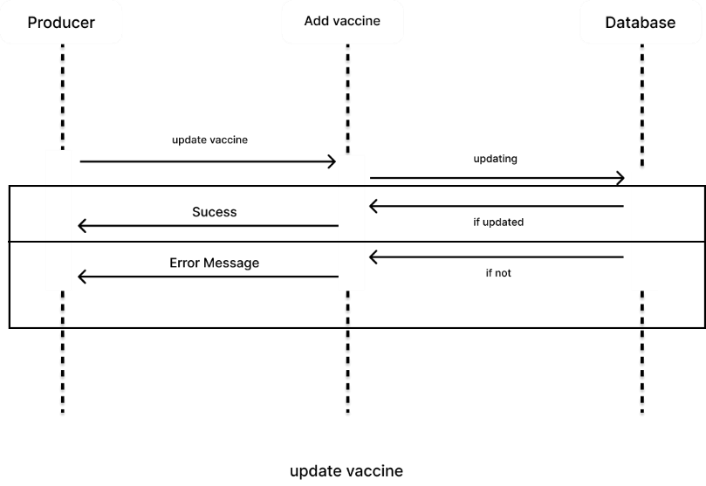 Producer
Add vaccine
Database
update vaccine
updating
Sucess
if updated
Error Message
if not
update vaccine